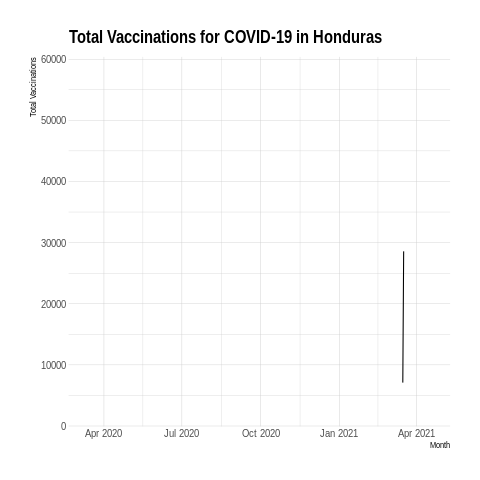 Total Vaccinations for COVID-19 in Honduras
Total Vaccinations
60000
50000
40000
30000
20000
10000
0
Apr 2020 Jul 2020 Oct 2020 Jan 2021 Apr 2021
Month